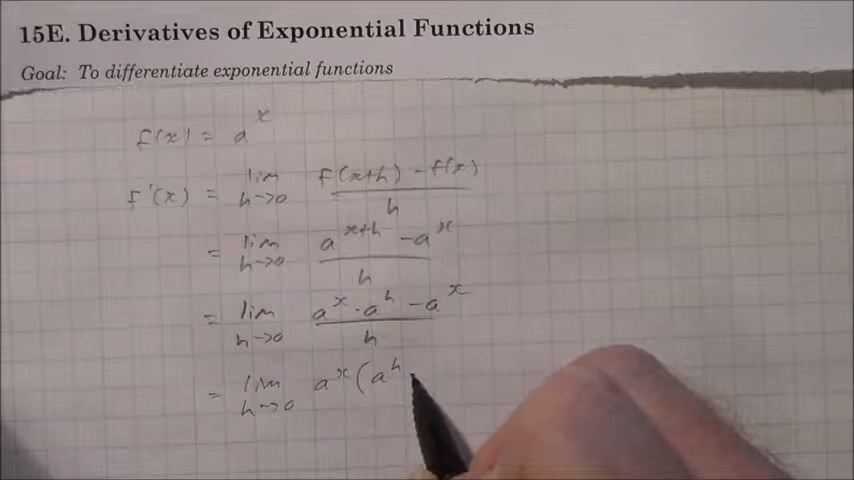 15E. Derivatives of Exponential Functions
Goal: To differentiate exponential functions
f(x) = a^x
f'(x) = lim h→0 f(x+h) - f(x) / h
= lim h→0 a^x+h - a^x / h
= lim h→0 a^x · a^h - a^x / h
= lim h→0 a^x (a^h